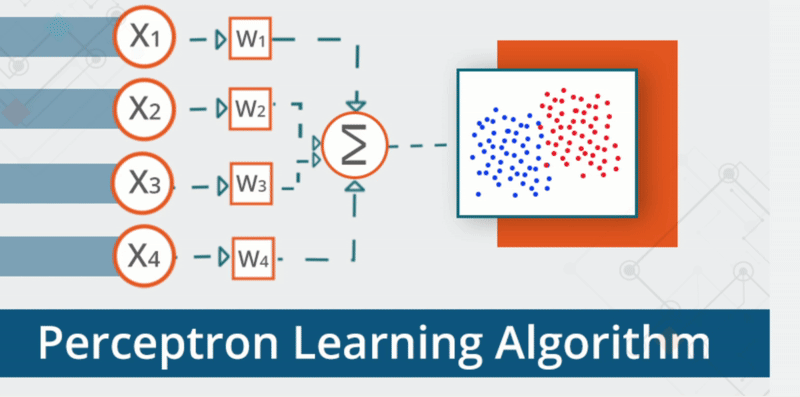 X1 W1
X2 W2
Σ
X3 W3
X4 W4
Perceptron Learning Algorithm